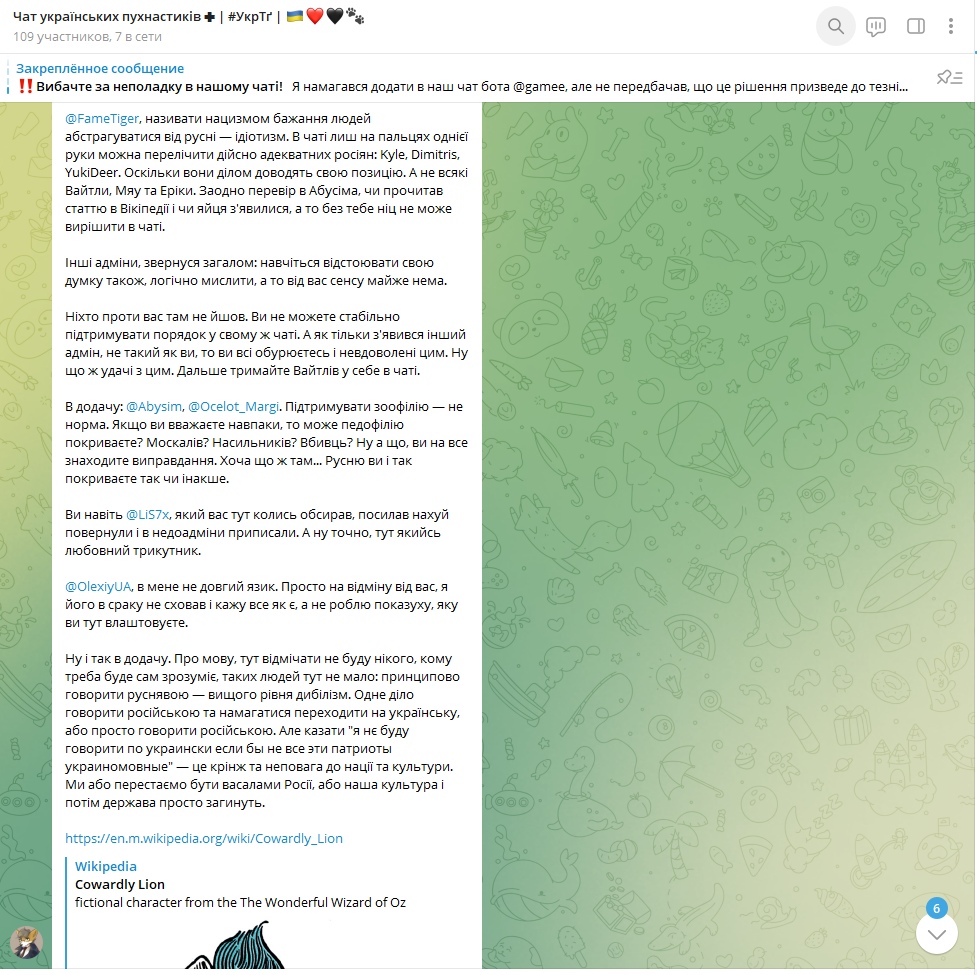 Чат українських пухнастиків ✚ | #УкрТґ | 🇺🇦❤️🖤🐾
109 участников, 7 в сети
Закреплённое сообщение
‼️Вибачте за неполадку в нашому чаті! Я намагався додати в наш чат бота @gamee, але не передбачав, що це рішення призведе до тезні...
@FameTiger, називати нацизмом бажання людей
абстрагуватися від русні — ідіотизм. В чаті лиш на пальцях однієї
руки можна перелічити дійсно адекватних росіян: Kyle, Dimitris,
YukiDeer. Оскільки вони ділом доводять свою позицію. А не всякі
Вайтли, Мяу та Еріки. Заодно перевір в Абусіма, чи прочитав
статтю в Вікіпедії і чи яйця з'явилися, а то без тебе ніц не може
вирішити в чаті.
Інші адміни, звернуся загалом: навчіться відстоювати свою
думку також, логічно мислити, а то від вас сенсу майже нема.
Ніхто проти вас там не йшов. Ви не можете стабільно
підтримувати порядок у свому ж чаті. А як тільки з'явився інший
адмін, не такий як ви, то ви всі обурюєтесь і невдоволені цим. Ну
що ж удачі з цим. Дальше тримайте Вайтлів у себе в чаті.
В додачу: @Abysim, @Ocelot_Margi. Підтримувати зоофілію — не
норма. Якщо ви вважаєте навпаки, то може педофілію
покриваєте? Москалів? Насильників? Вбивць? Ну а що, ви на все
знаходите виправдання. Хоча що ж там... Русню ви і так
покриваєте так чи інакше.
Ви навіть @LiS7x, який вас тут колись обсирав, посилав нахуй
повернули і в недоадміни приписали. А ну точно, тут якийсь
любовний трикутник.
@OlexiyUA, в мене не довгий язик. Просто на відміну від вас, я
його в сраку не сховав і кажу все як є, а не роблю показуху, яку
ви тут влаштовуєте.
Ну і так в додачу. Про мову, тут відмічати не буду нікого, кому
треба буде сам зрозуміє, таких людей тут не мало: принципово
говорити руснявою — вищого рівня дибілізм. Одне діло
говорити російською та намагатися переходити на українську,
або просто говорити російською. Але казати "я нє буду
говорити по украински если бы не все эти патриоты
украиномовные" — це крінж та неповага до нації та культури.
Ми або перестаємо бути васалами Росії, або наша культура і
потім держава просто загинуть.
https://en.m.wikipedia.org/wiki/Cowardly_Lion
Wikipedia
Cowardly Lion
fictional character from the The Wonderful Wizard of Oz
6